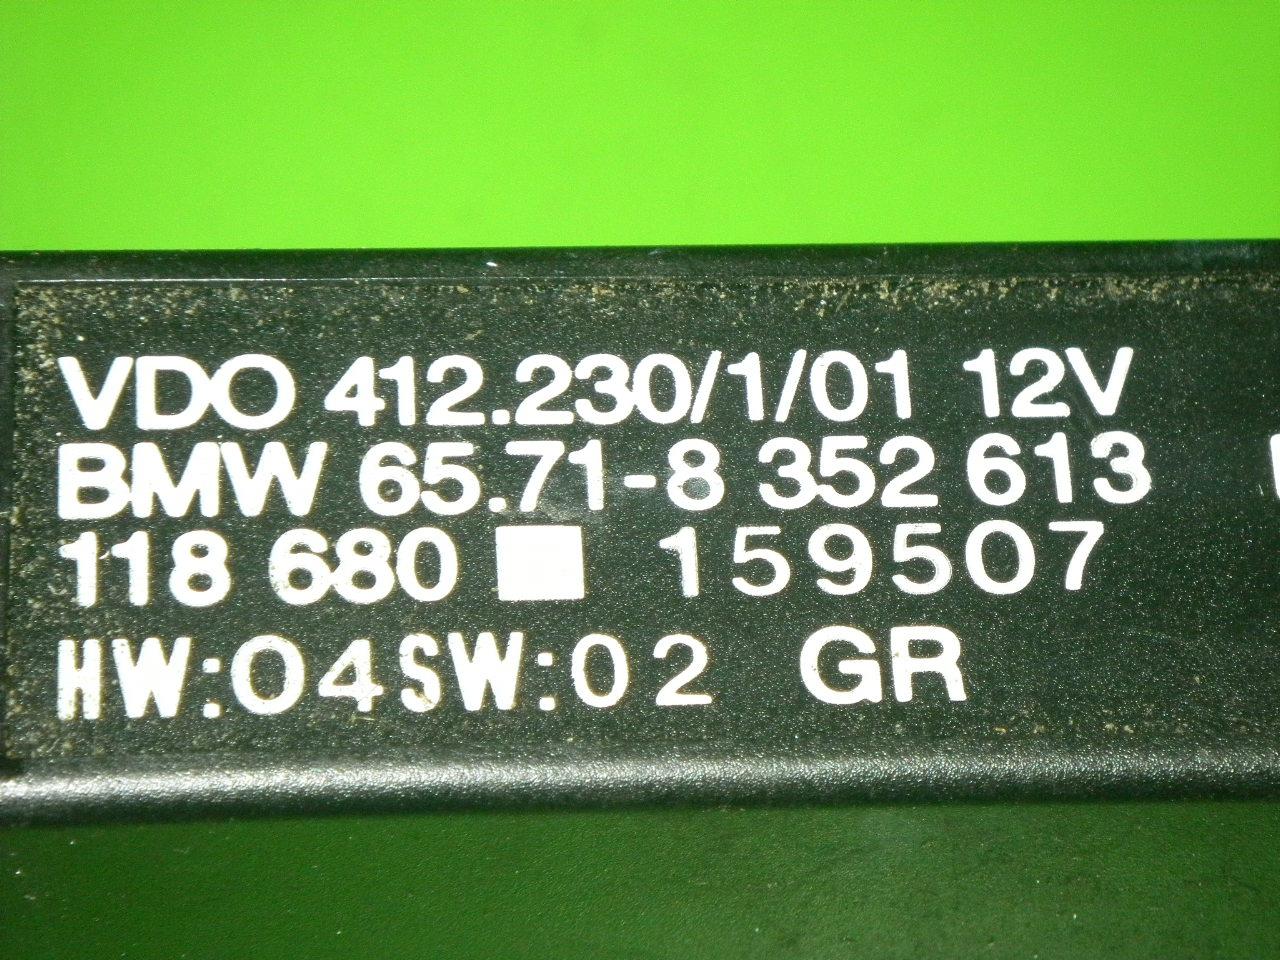 VDO 412.230/1/01 12V
BMW 65.71-8 352 613
118 680 159507
HW:04SW:02 GR